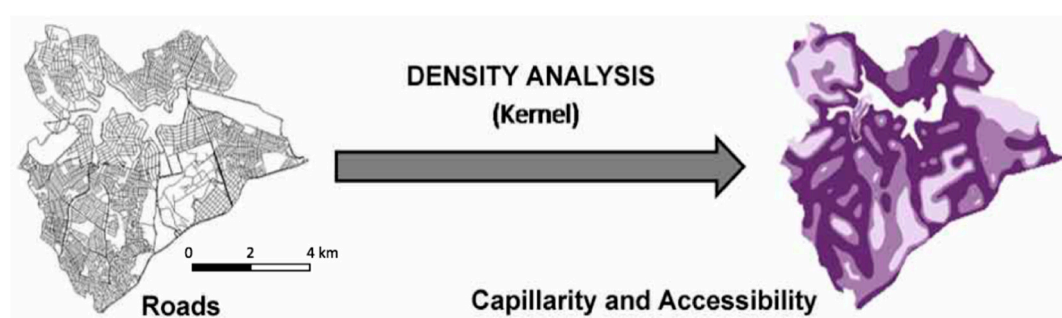 DENSITY ANALYSIS
(Kernel)
0 2 4 km
Roads
Capillarity and Accessibility